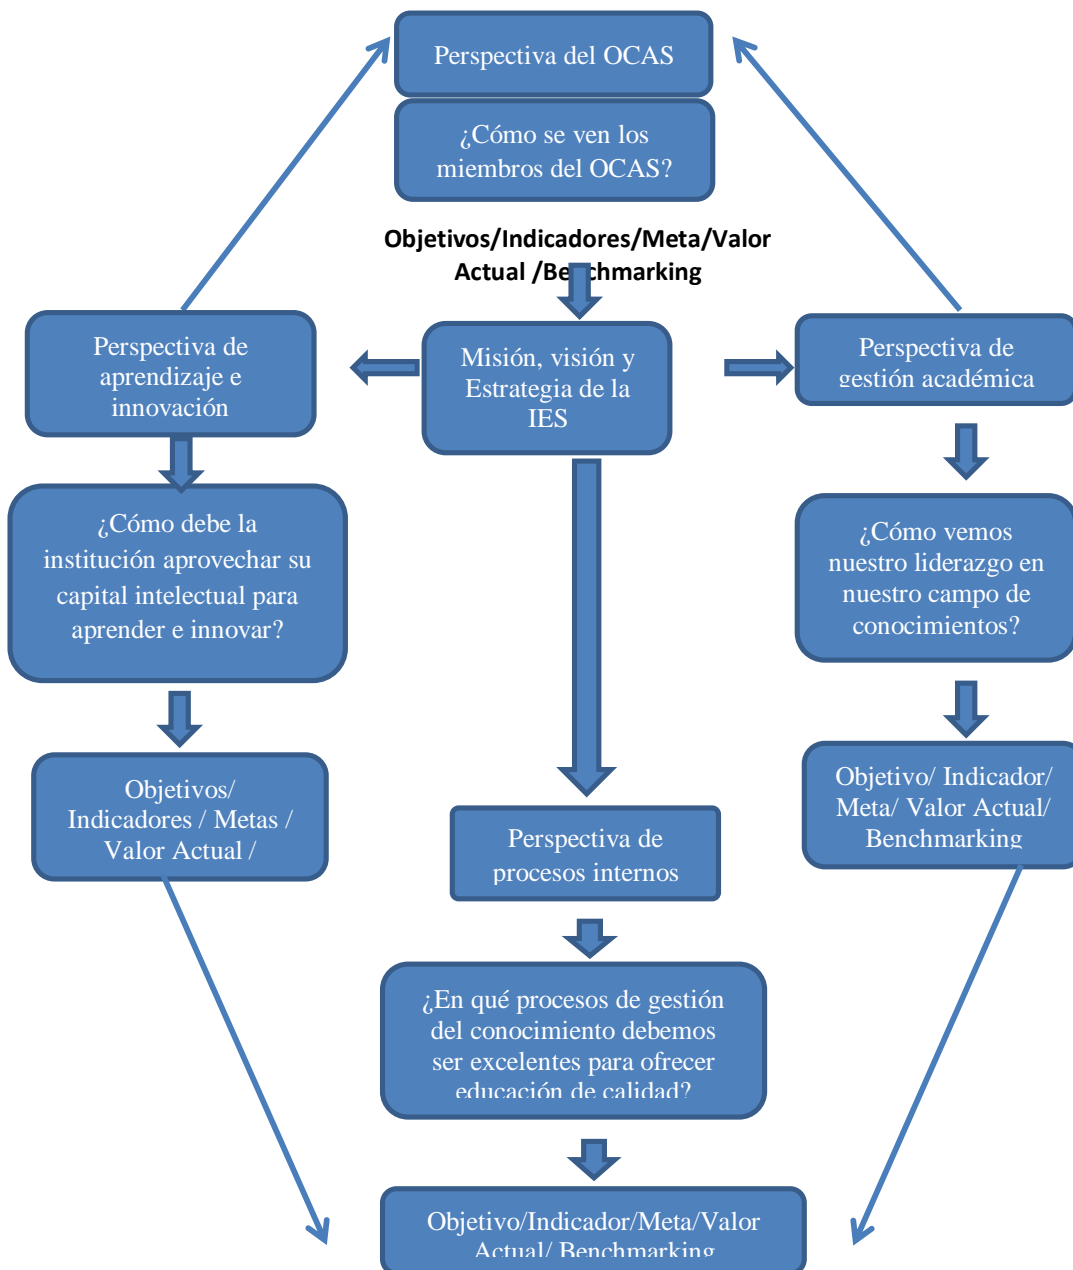 Perspectiva del OCAS
¿Cómo se ven los
miembros del OCAS?
Objetivos/Indicadores/Meta/Valor
Actual /Benchmarking
Perspectiva de
aprendizaje e
innovación
Misión, visión y
Estrategia de la
IES
Perspectiva de
gestión académica
¿Cómo debe la
institución aprovechar su
capital intelectual para
aprender e innovar?
¿Cómo vemos
nuestro liderazgo en
nuestro campo de
conocimientos?
Objetivos/
Indicadores / Metas /
Valor Actual /
Objetivo/ Indicador/
Meta/ Valor Actual/
Benchmarking
Perspectiva de
procesos internos
¿En qué procesos de gestión
del conocimiento debemos
ser excelentes para ofrecer
educación de calidad?
Objetivo/Indicador/Meta/Valor
Actual/ Benchmarking